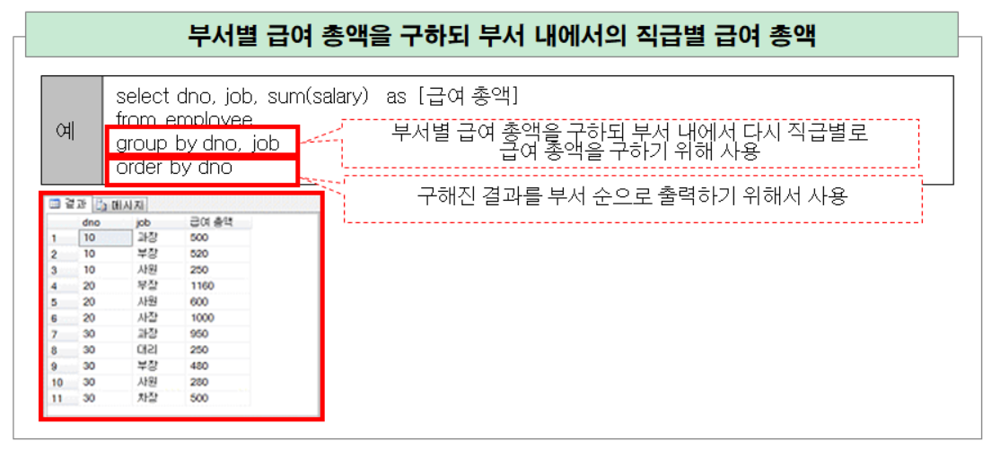 부서별 급여 총액을 구하되 부서 내에서의 직급별 급여 총액
예
select dno, job, sum(salary) as [급여 총액]
from employee
group by dno, job
order by dno
부서별 급여 총액을 구하되 부서 내에서 다시 직급별로
급여 총액을 구하기 위해 사용
구해진 결과를 부서 순으로 출력하기 위해서 사용
결과 메시지
dno job 급여 총액
1 10 과장 500
2 10 부장 520
3 10 사원 250
4 20 부장 1160
5 20 사원 600
6 20 사장 1000
7 30 과장 950
8 30 대리 250
9 30 부장 480
10 30 사원 280
11 30 차장 500